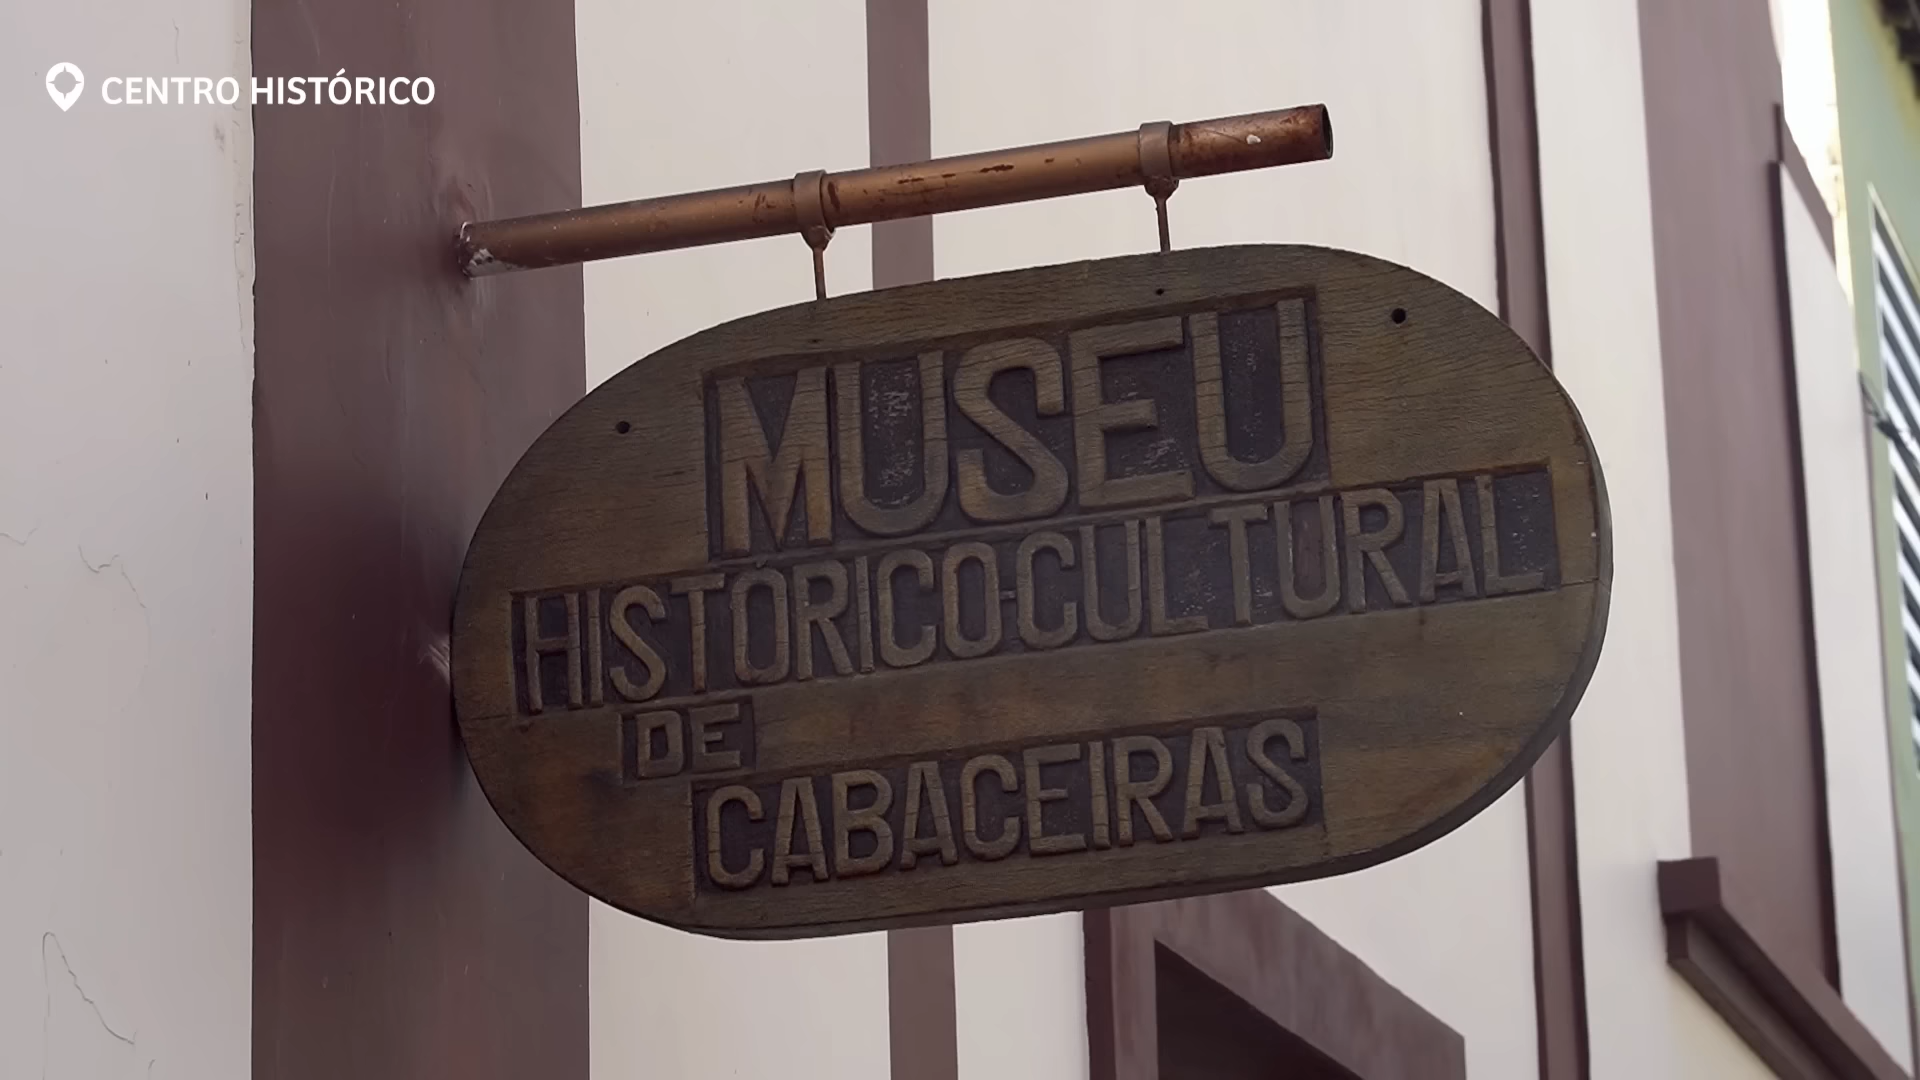 CENTRO HISTÓRICO
MUSEU
HISTÓRICO-CULTURAL
DE
CABACEIRAS